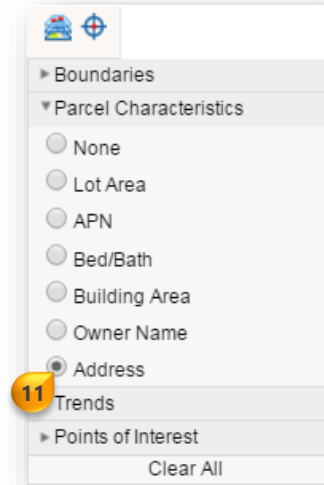 Boundaries
Parcel Characteristics
None
Lot Area
APN
Bed/Bath
Building Area
Owner Name
Address
11
Trends
Points of Interest
Clear All